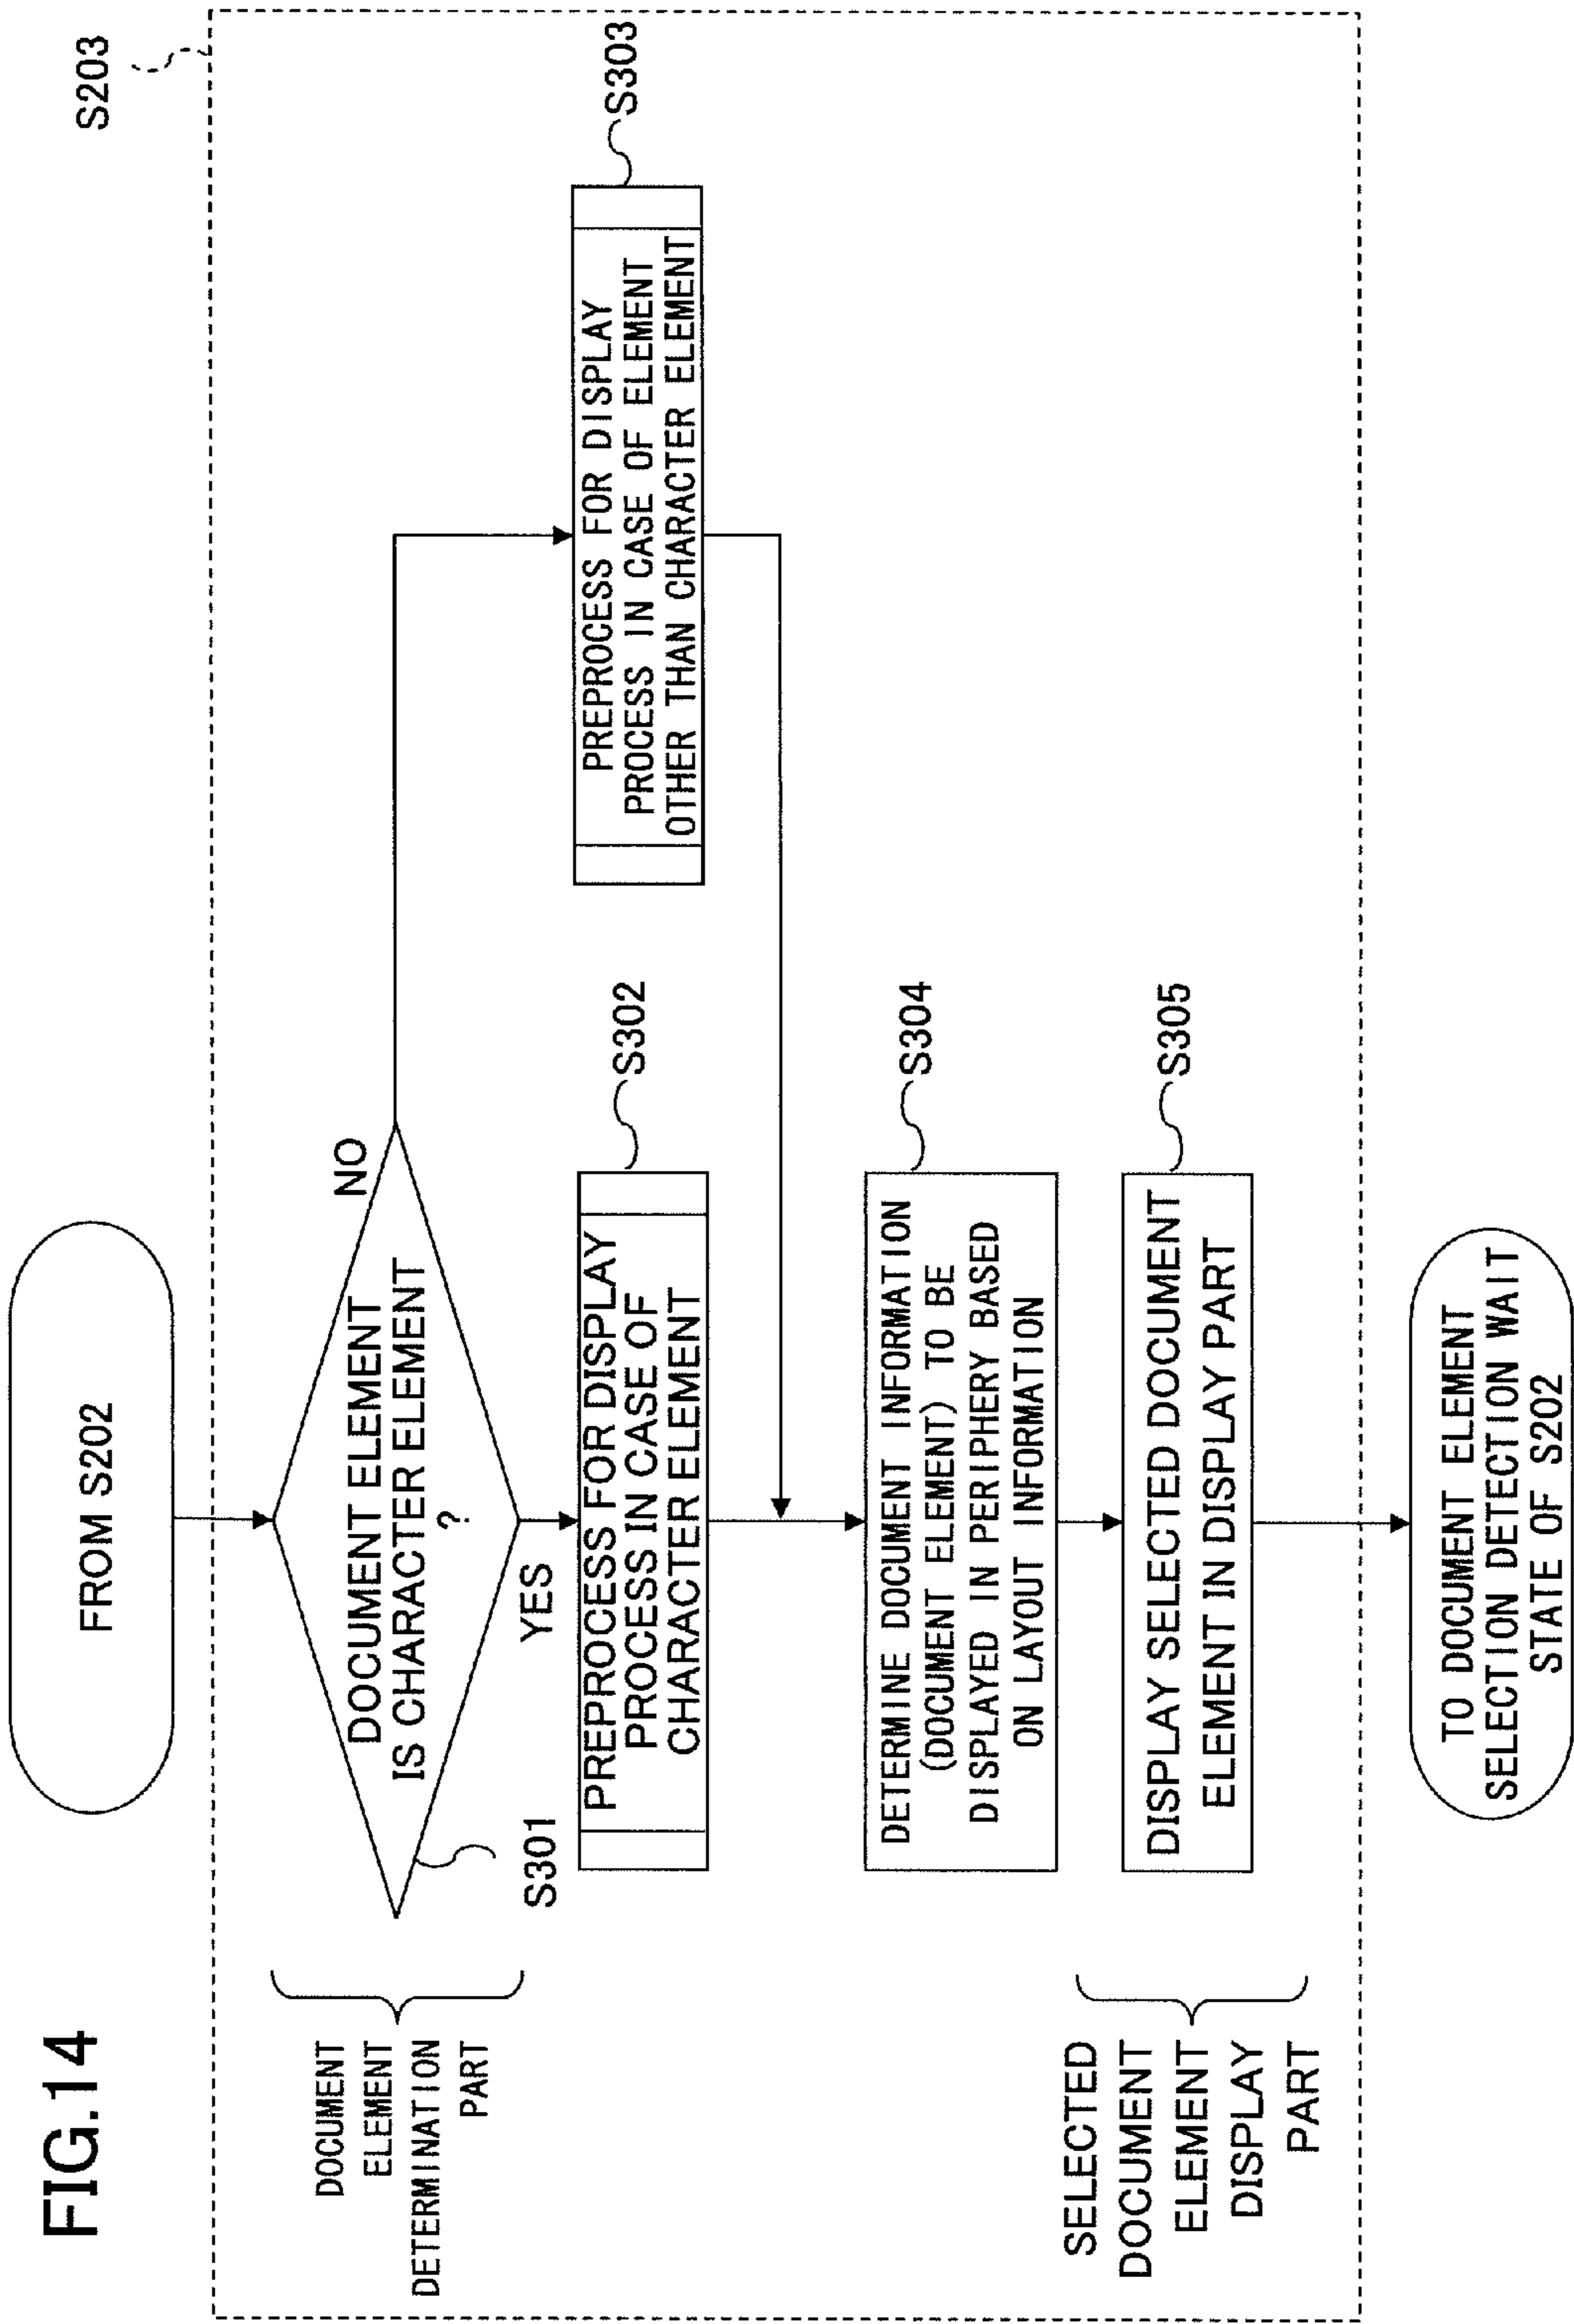 FIG.14
FROM S202
S203
DOCUMENT
ELEMENT
DETERMINATION
PART
DOCUMENT ELEMENT
IS CHARACTER ELEMENT
?
S301
NO
YES
PREPROCESS FOR DISPLAY
PROCESS IN CASE OF
CHARACTER ELEMENT
S302
PREPROCESS FOR DISPLAY
PROCESS IN CASE OF ELEMENT
OTHER THAN CHARACTER ELEMENT
S303
DETERMINE DOCUMENT INFORMATION
(DOCUMENT ELEMENT) TO BE
DISPLAYED IN PERIPHERY BASED
ON LAYOUT INFORMATION
S304
SELECTED
DOCUMENT
ELEMENT
DISPLAY
PART
DISPLAY SELECTED DOCUMENT
ELEMENT IN DISPLAY PART
S305
TO DOCUMENT ELEMENT
SELECTION DETECTION WAIT
STATE OF S202